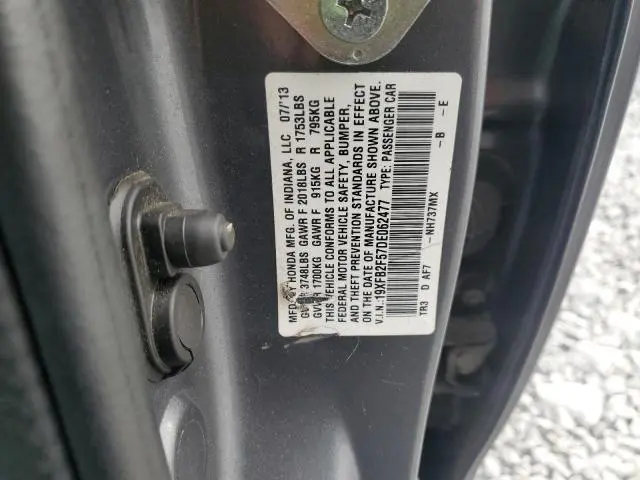 MFD. BY HONDA MFG. OF INDIANA, LLC 07/'13
GVWR 3748LBS GAWR F 2018LBS R 1753LBS
GVWR 1700KG GAWR F 915KG R 795KG
THIS VEHICLE CONFORMS TO ALL APPLICABLE
FEDERAL MOTOR VEHICLE SAFETY, BUMPER,
AND THEFT PREVENTION STANDARDS IN EFFECT
ON THE DATE OF MANUFACTURE SHOWN ABOVE.
V.I.N. 19XFB2F57DE062477 TYPE: PASSENGER CAR
TR3 D AF7 -NH737MX -B -E